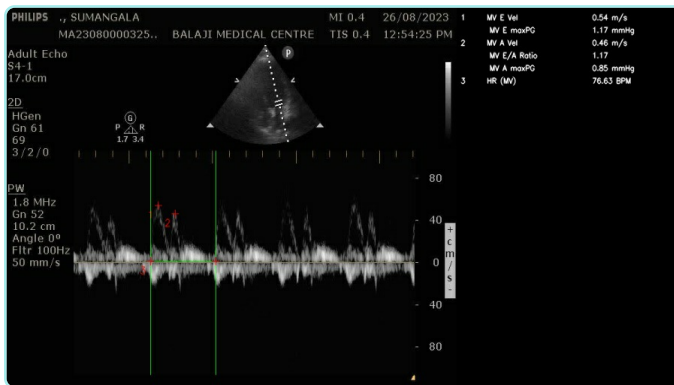 PHILIPS ., SUMANGALA MI 0.4 26/08/2023
MA23080000325.. BALAJI MEDICAL CENTRE TIS 0.4 12:54:25 PM
Adult Echo
S4-1
17.0cm
2D
HGen
Gn 61
69
3/2/0
P
G
P R
1.7 3.4
PW
1.8 MHz
Gn 52
10.2 cm
Angle 0º
Fltr 100Hz
50 mm/s
1
2
3
80
40
0
40
80
+
c
m
/
s
-
1 MV E Vel 0.54 m/s
MV E maxPG 1.17 mmHg
2 MV A Vel 0.46 m/s
MV E/A Ratio 1.17
MV A maxPG 0.85 mmHg
3 HR (MV) 76.63 BPM